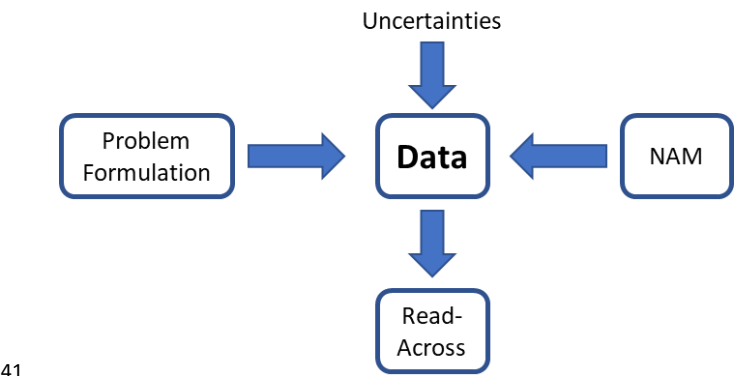 Uncertainties
Problem
Formulation
Data
NAM
Read-
Across
41